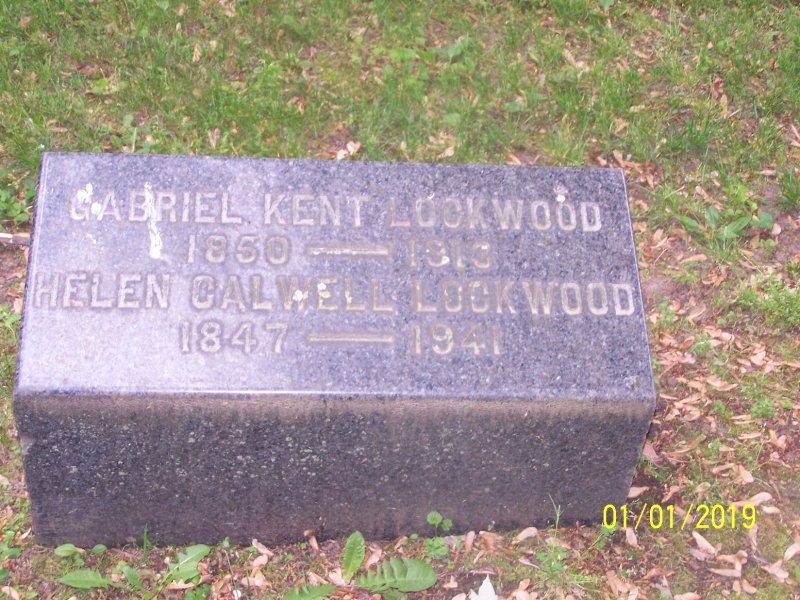 GABRIEL KENT LOCKWOOD
1850 — 1913
HELEN CALWELL LOCKWOOD
1847 — 1941
01/01/2019